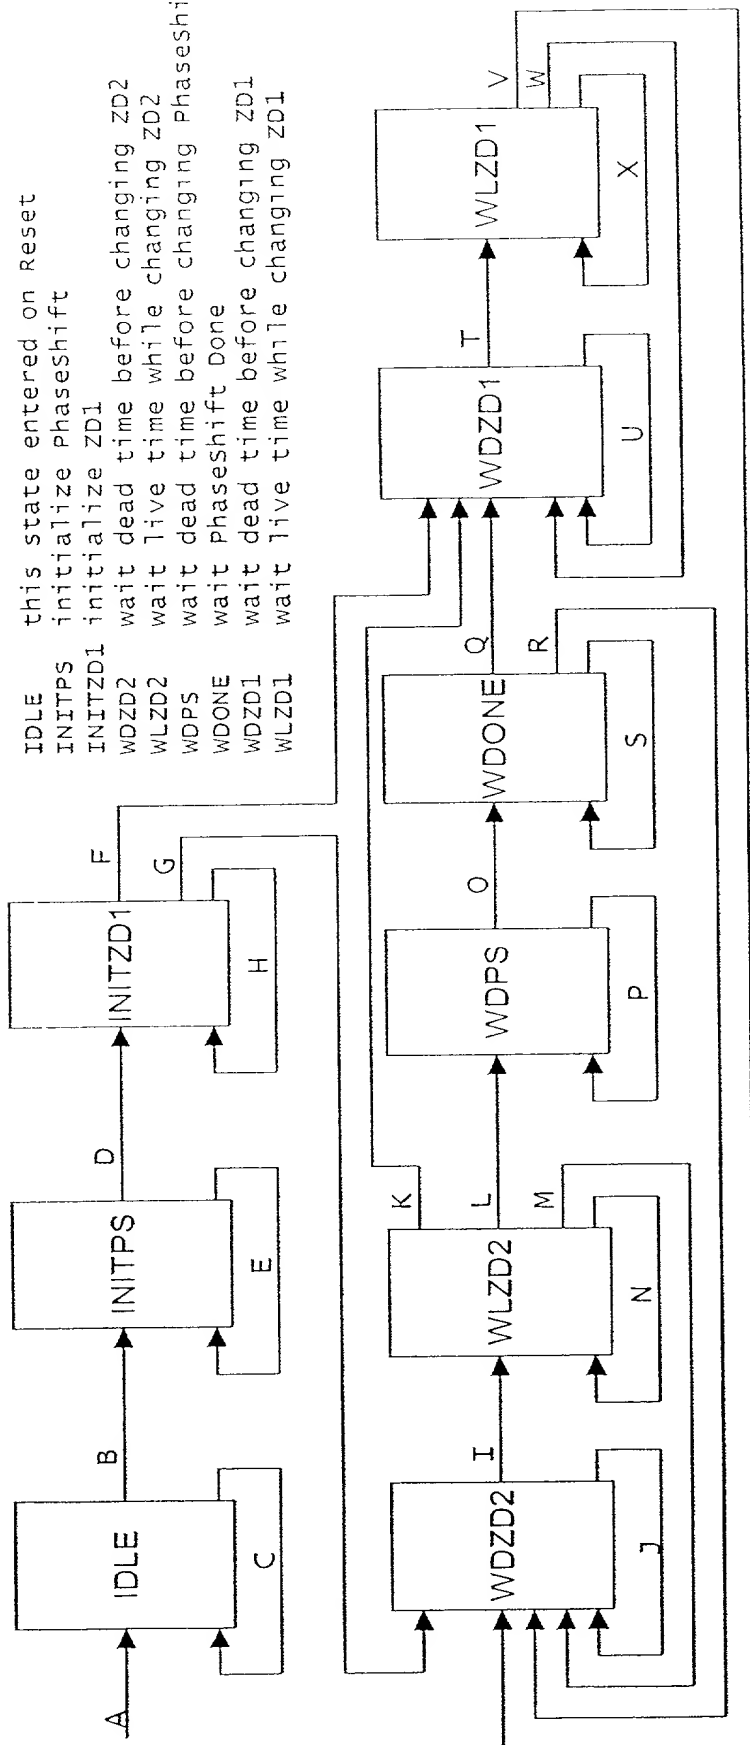 IDLE this state entered on Reset
INITPS initialize Phaseshift
INITZD1 initialize ZD1
WDZD2 wait dead time before changing ZD2
WLZD2 wait live time while changing ZD2
WDPS wait dead time before changing Phaseshi
WDONE wait PhaseShift Done
WDZD1 wait dead time before changing ZD1
WLZD1 wait live time while changing ZD1
A
IDLE
B
C
INITPS
D
E
INITZD1
F
G
H
WDZD2
I
J
WLZD2
K
L
M
N
WDPS
O
P
WDONE
Q
R
S
WDZD1
T
U
WLZD1
V
W
X